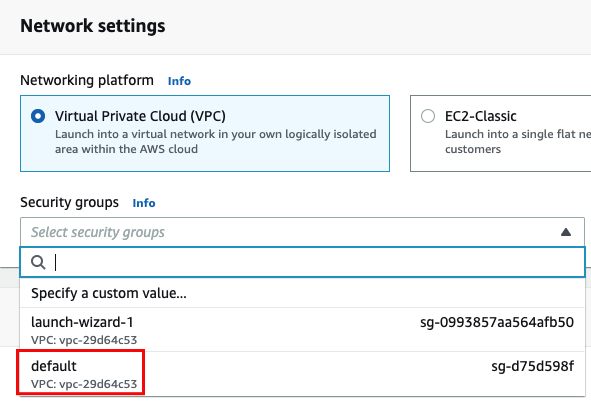 Network settings
Networking platform Info
Virtual Private Cloud (VPC)
Launch into a virtual network in your own logically isolated
area within the AWS cloud
EC2-Classic
Launch into a single flat ne
customers
Security groups Info
Select security groups
Specify a custom value...
launch-wizard-1 sg-0993857aa564afb50
VPC: vpc-29d64c53
default sg-d75d598f
VPC: vpc-29d64c53